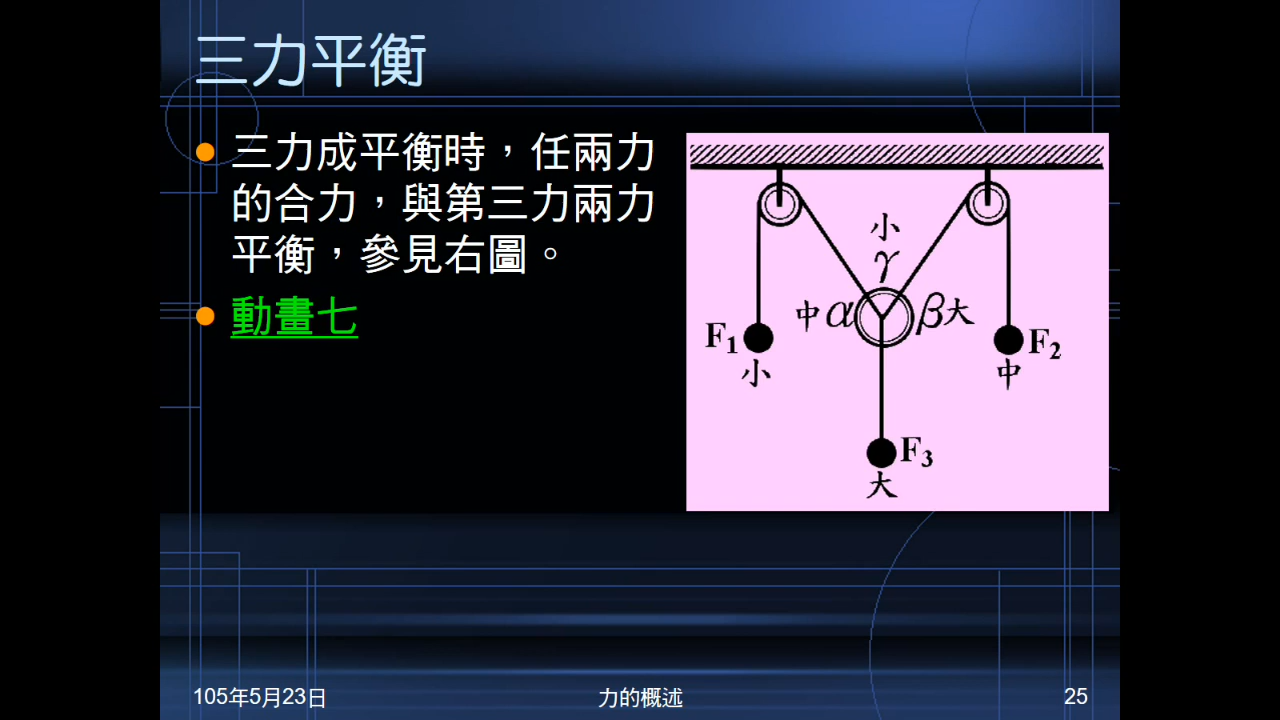 三力平衡
三力成平衡時，任兩力
的合力，與第三力兩力
平衡，參見右圖。
動畫七
小
γ
中α
β大
F1
小
F2
中
F3
大
105年5月23日
力的概述
25